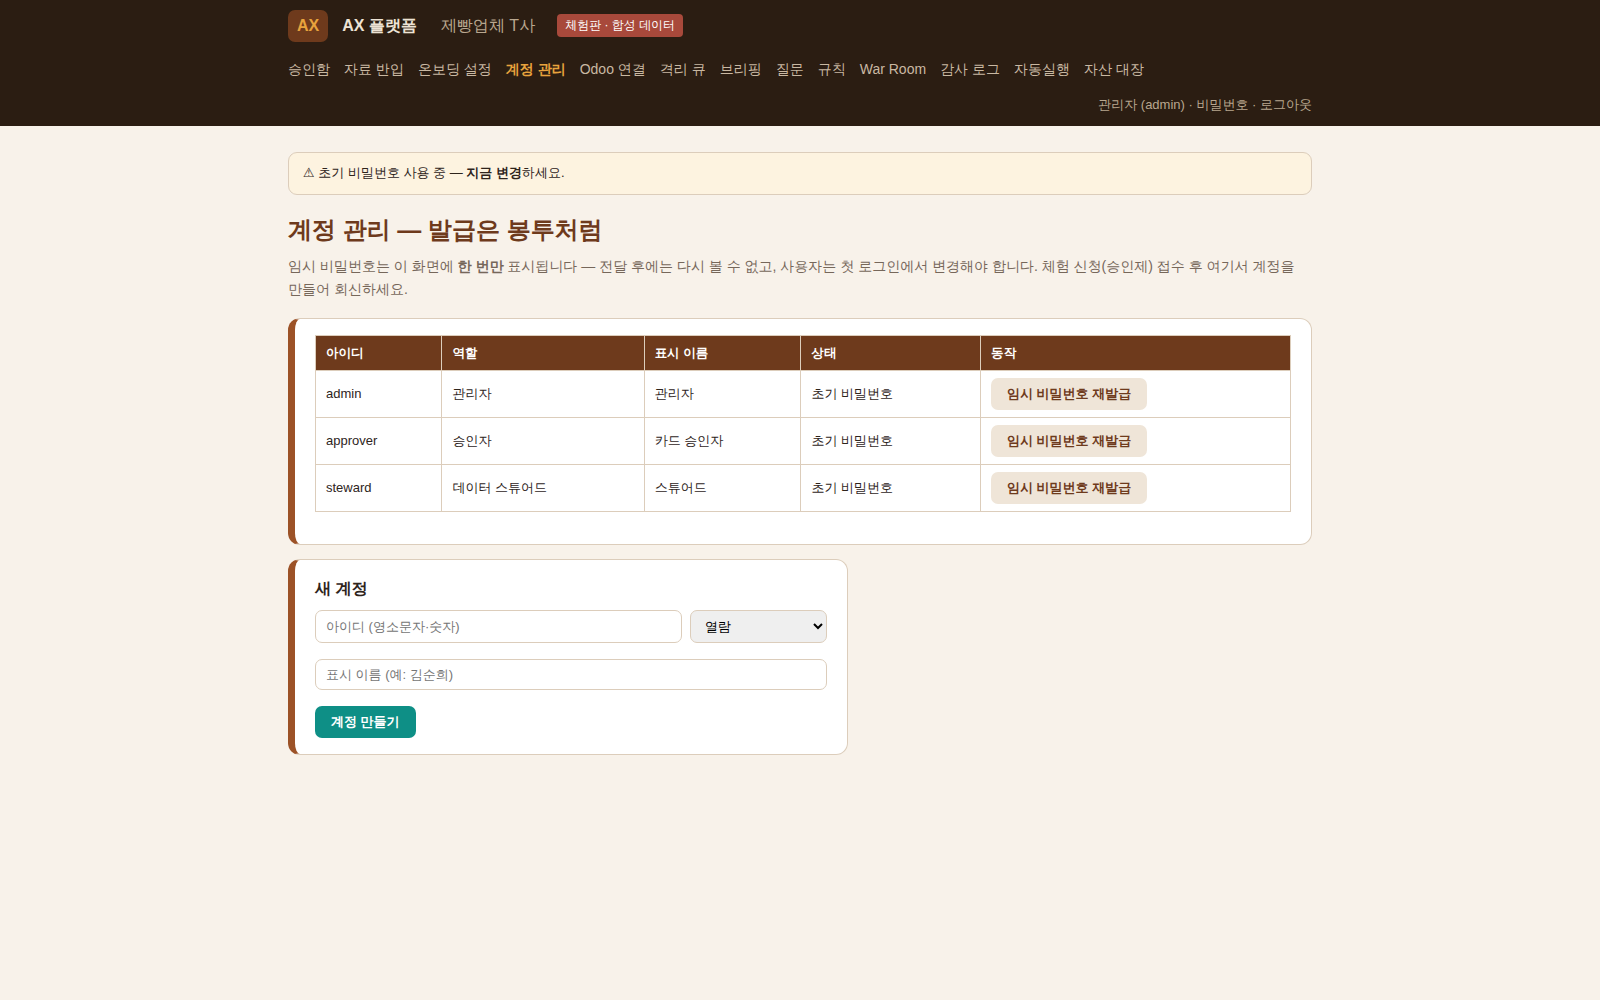 AX AX 플랫폼 제빵업체 T사 체험판 · 합성 데이터
승인함 자료 반입 온보딩 설정 계정 관리 Odoo 연결 격리 큐 브리핑 질문 규칙 War Room 감사 로그 자동실행 자산 대장
관리자 (admin) · 비밀번호 · 로그아웃
⚠ 초기 비밀번호 사용 중 — 지금 변경하세요.
계정 관리 — 발급은 봉투처럼
임시 비밀번호는 이 화면에 한 번만 표시됩니다 — 전달 후에는 다시 볼 수 없고, 사용자는 첫 로그인에서 변경해야 합니다. 체험 신청(승인제) 접수 후 여기서 계정을
만들어 회신하세요.
아이디 역할 표시 이름 상태 동작
admin 관리자 관리자 초기 비밀번호 임시 비밀번호 재발급
approver 승인자 카드 승인자 초기 비밀번호 임시 비밀번호 재발급
steward 데이터 스튜어드 스튜어드 초기 비밀번호 임시 비밀번호 재발급
새 계정
아이디 (영소문자·숫자) 열람
표시 이름 (예: 김순희)
계정 만들기